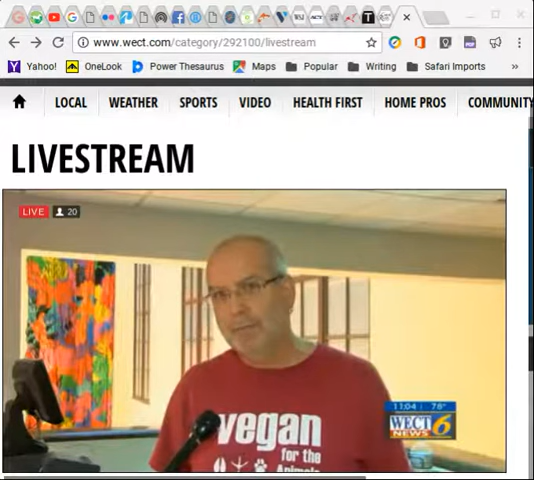 www.wect.com/category/292100/livestream
Yahoo! OneLook Power Thesaurus Maps Popular Writing Safari Imports »
LOCAL WEATHER SPORTS VIDEO HEALTH FIRST HOME PROS COMMUNITY
LIVESTREAM
LIVE 20
11:04 78°
WECT 6
NEWS
vegan
for the
Animals